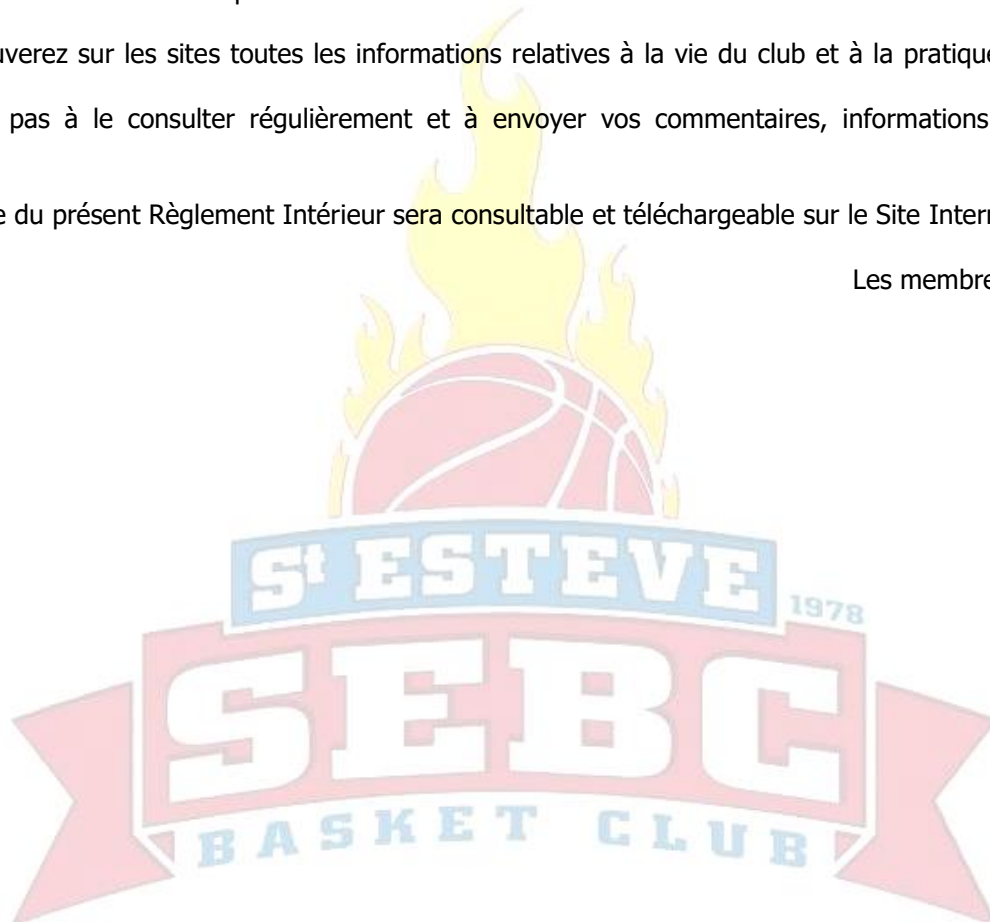 uverez sur les sites toutes les informations relatives à la vie du club et à la pratique
pas à le consulter régulièrement et à envoyer vos commentaires, informations
e du présent Règlement Intérieur sera consultable et téléchargeable sur le Site Intern
Les membre
St ESTEVE
1978
SEBC
BASKET CLUB